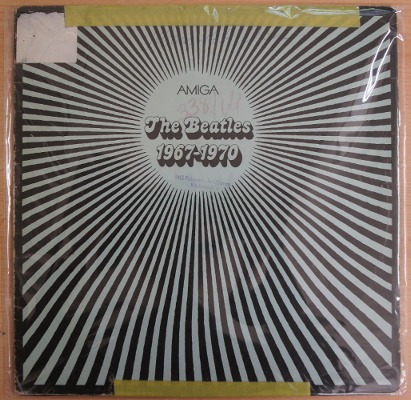 AMIGA
The Beatles
1967-1970